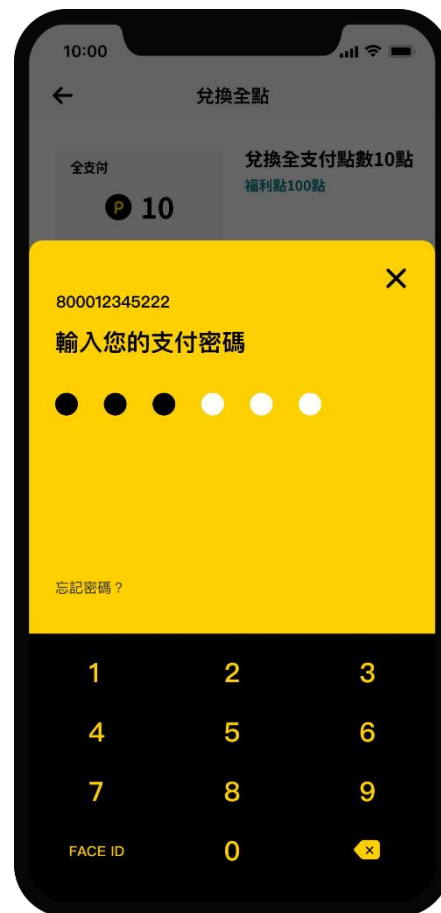 10:00
兌換全點
全支付
P 10
兌換全支付點數10點
福利點100點
800012345222
輸入您的支付密碼
忘記密碼？
1 2 3
4 5 6
7 8 9
FACE ID 0